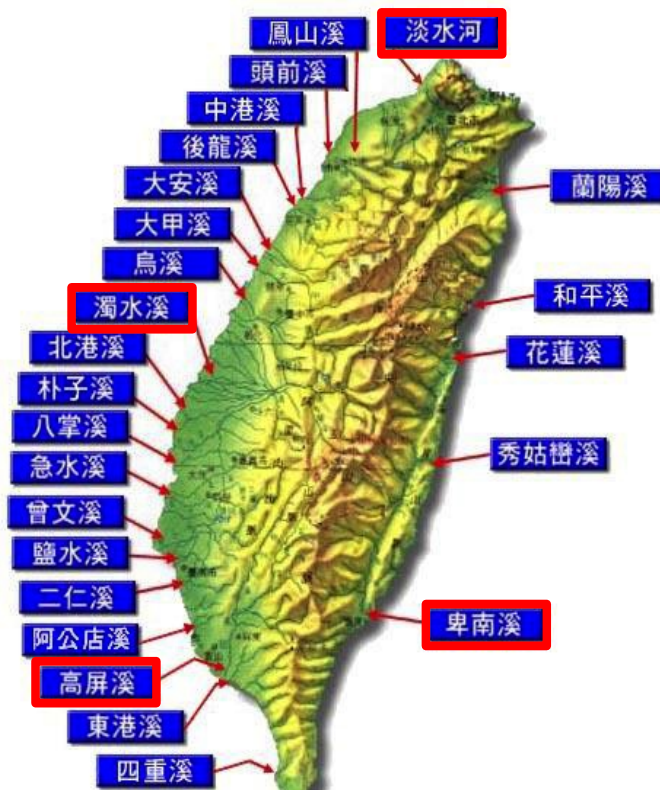 淡水河
鳳山溪
頭前溪
中港溪
後龍溪
大安溪
大甲溪
烏溪
濁水溪
北港溪
朴子溪
八掌溪
急水溪
曾文溪
鹽水溪
二仁溪
阿公店溪
高屏溪
東港溪
四重溪
蘭陽溪
和平溪
花蓮溪
秀姑巒溪
卑南溪